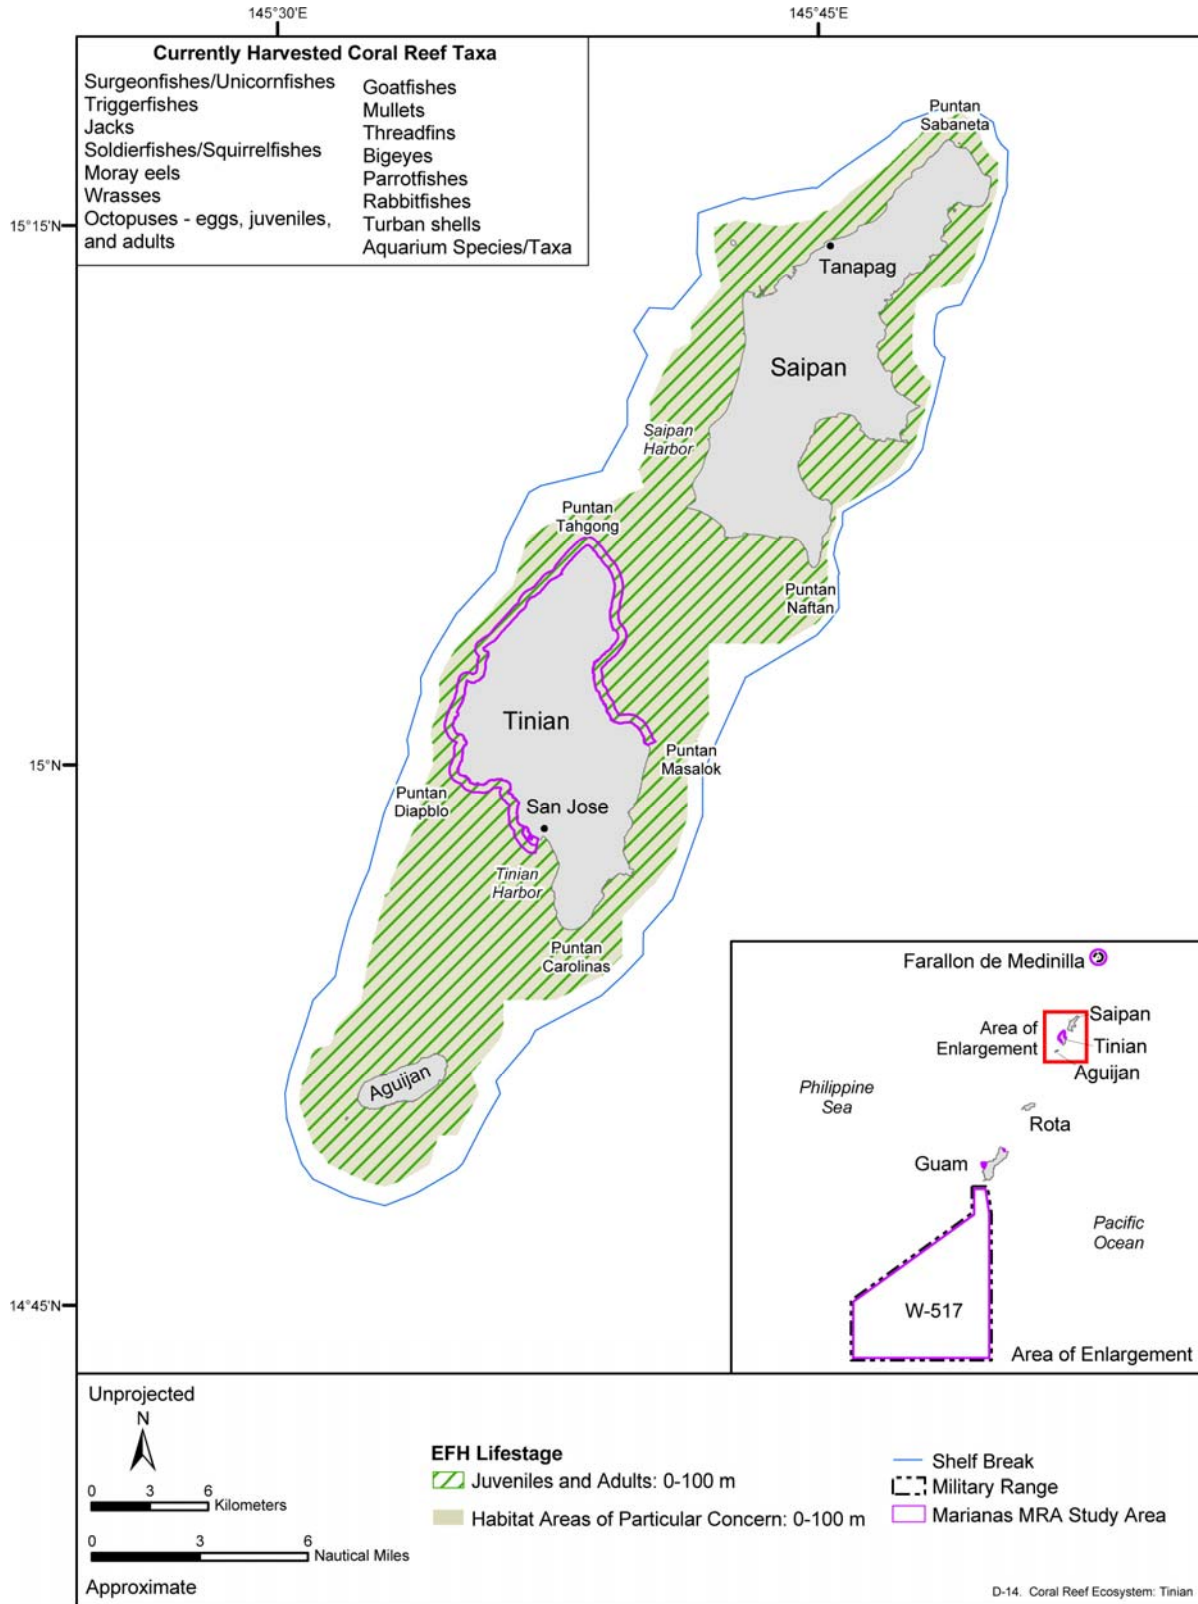 145°30'E
145°45'E
Currently Harvested Coral Reef Taxa
Surgeonfishes/Unicornfishes
Triggerfishes
Jacks
Soldierfishes/Squirrelfishes
Moray eels
Wrasses
Octopuses - eggs, juveniles,
and adults
Goatfishes
Mullets
Threadfins
Bigeyes
Parrotfishes
Rabbitfishes
Turban shells
Aquarium Species/Taxa
Puntan
Sabaneta
15°15'N
Tanapag
Saipan
Saipan
Harbor
Puntan
Tahgong
Puntan
Naftan
Tinian
Puntan
Masalok
15°N
Puntan
Diapblo
San Jose
Tinian
Harbor
Puntan
Carolinas
Aguijan
14°45'N
Farallon de Medinilla
Area of
Enlargement
Saipan
Tinian
Aguijan
Philippine
Sea
Rota
Guam
Pacific
Ocean
W-517
Area of Enlargement
Unprojected
N
0 3 6
Kilometers
0 3 6
Nautical Miles
Approximate
EFH Lifestage
Juveniles and Adults: 0-100 m
Habitat Areas of Particular Concern: 0-100 m
Shelf Break
Military Range
Marianas MRA Study Area
D-14. Coral Reef Ecosystem: Tinian